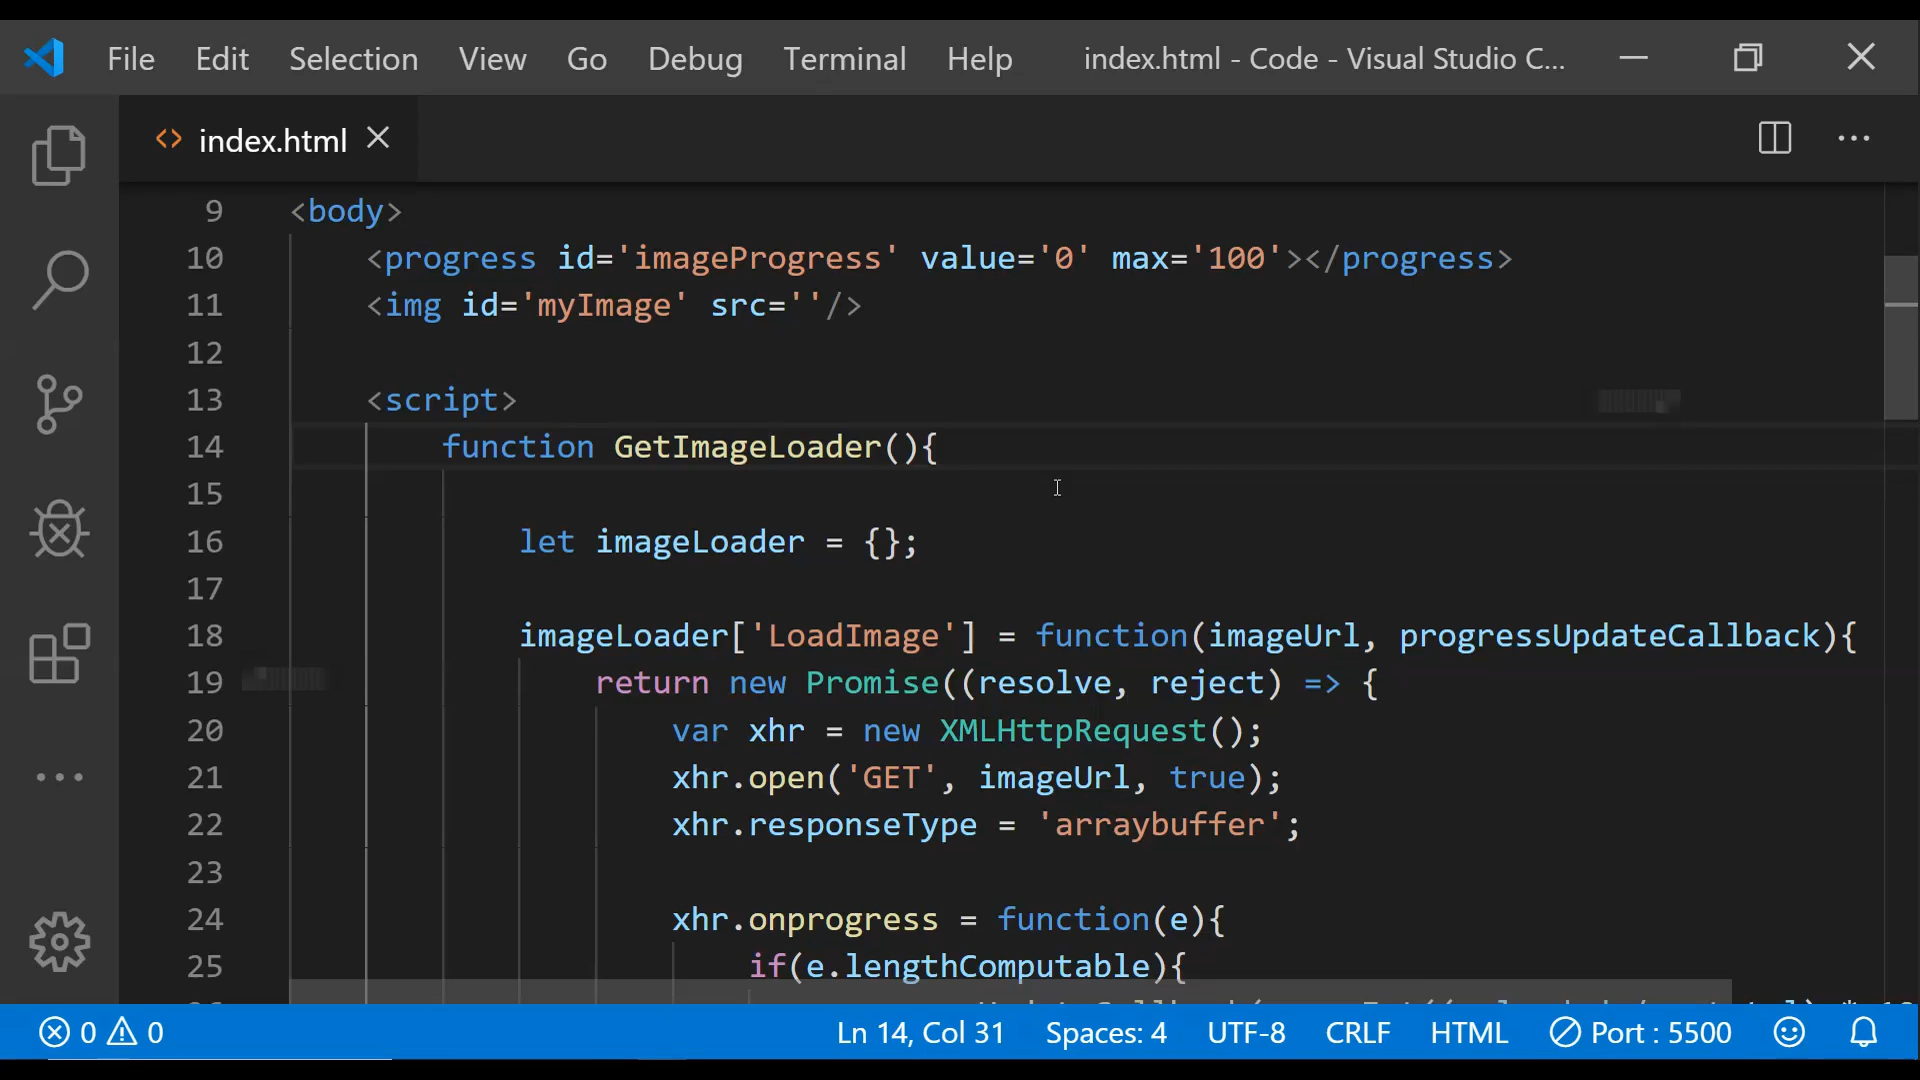 File Edit Selection View Go Debug Terminal Help index.html - Code - Visual Studio C...
index.html
9 <body>
10 <progress id='imageProgress' value='0' max='100'></progress>
11 <img id='myImage' src=''/>
12
13 <script>
14 function GetImageLoader(){
15
16 let imageLoader = {};
17
18 imageLoader['LoadImage'] = function(imageUrl, progressUpdateCallback){
19 return new Promise((resolve, reject) => {
20 var xhr = new XMLHttpRequest();
21 xhr.open('GET', imageUrl, true);
22 xhr.responseType = 'arraybuffer';
23
24 xhr.onprogress = function(e){
25 if(e.lengthComputable){
0 0 Ln 14, Col 31 Spaces: 4 UTF-8 CRLF HTML Port : 5500